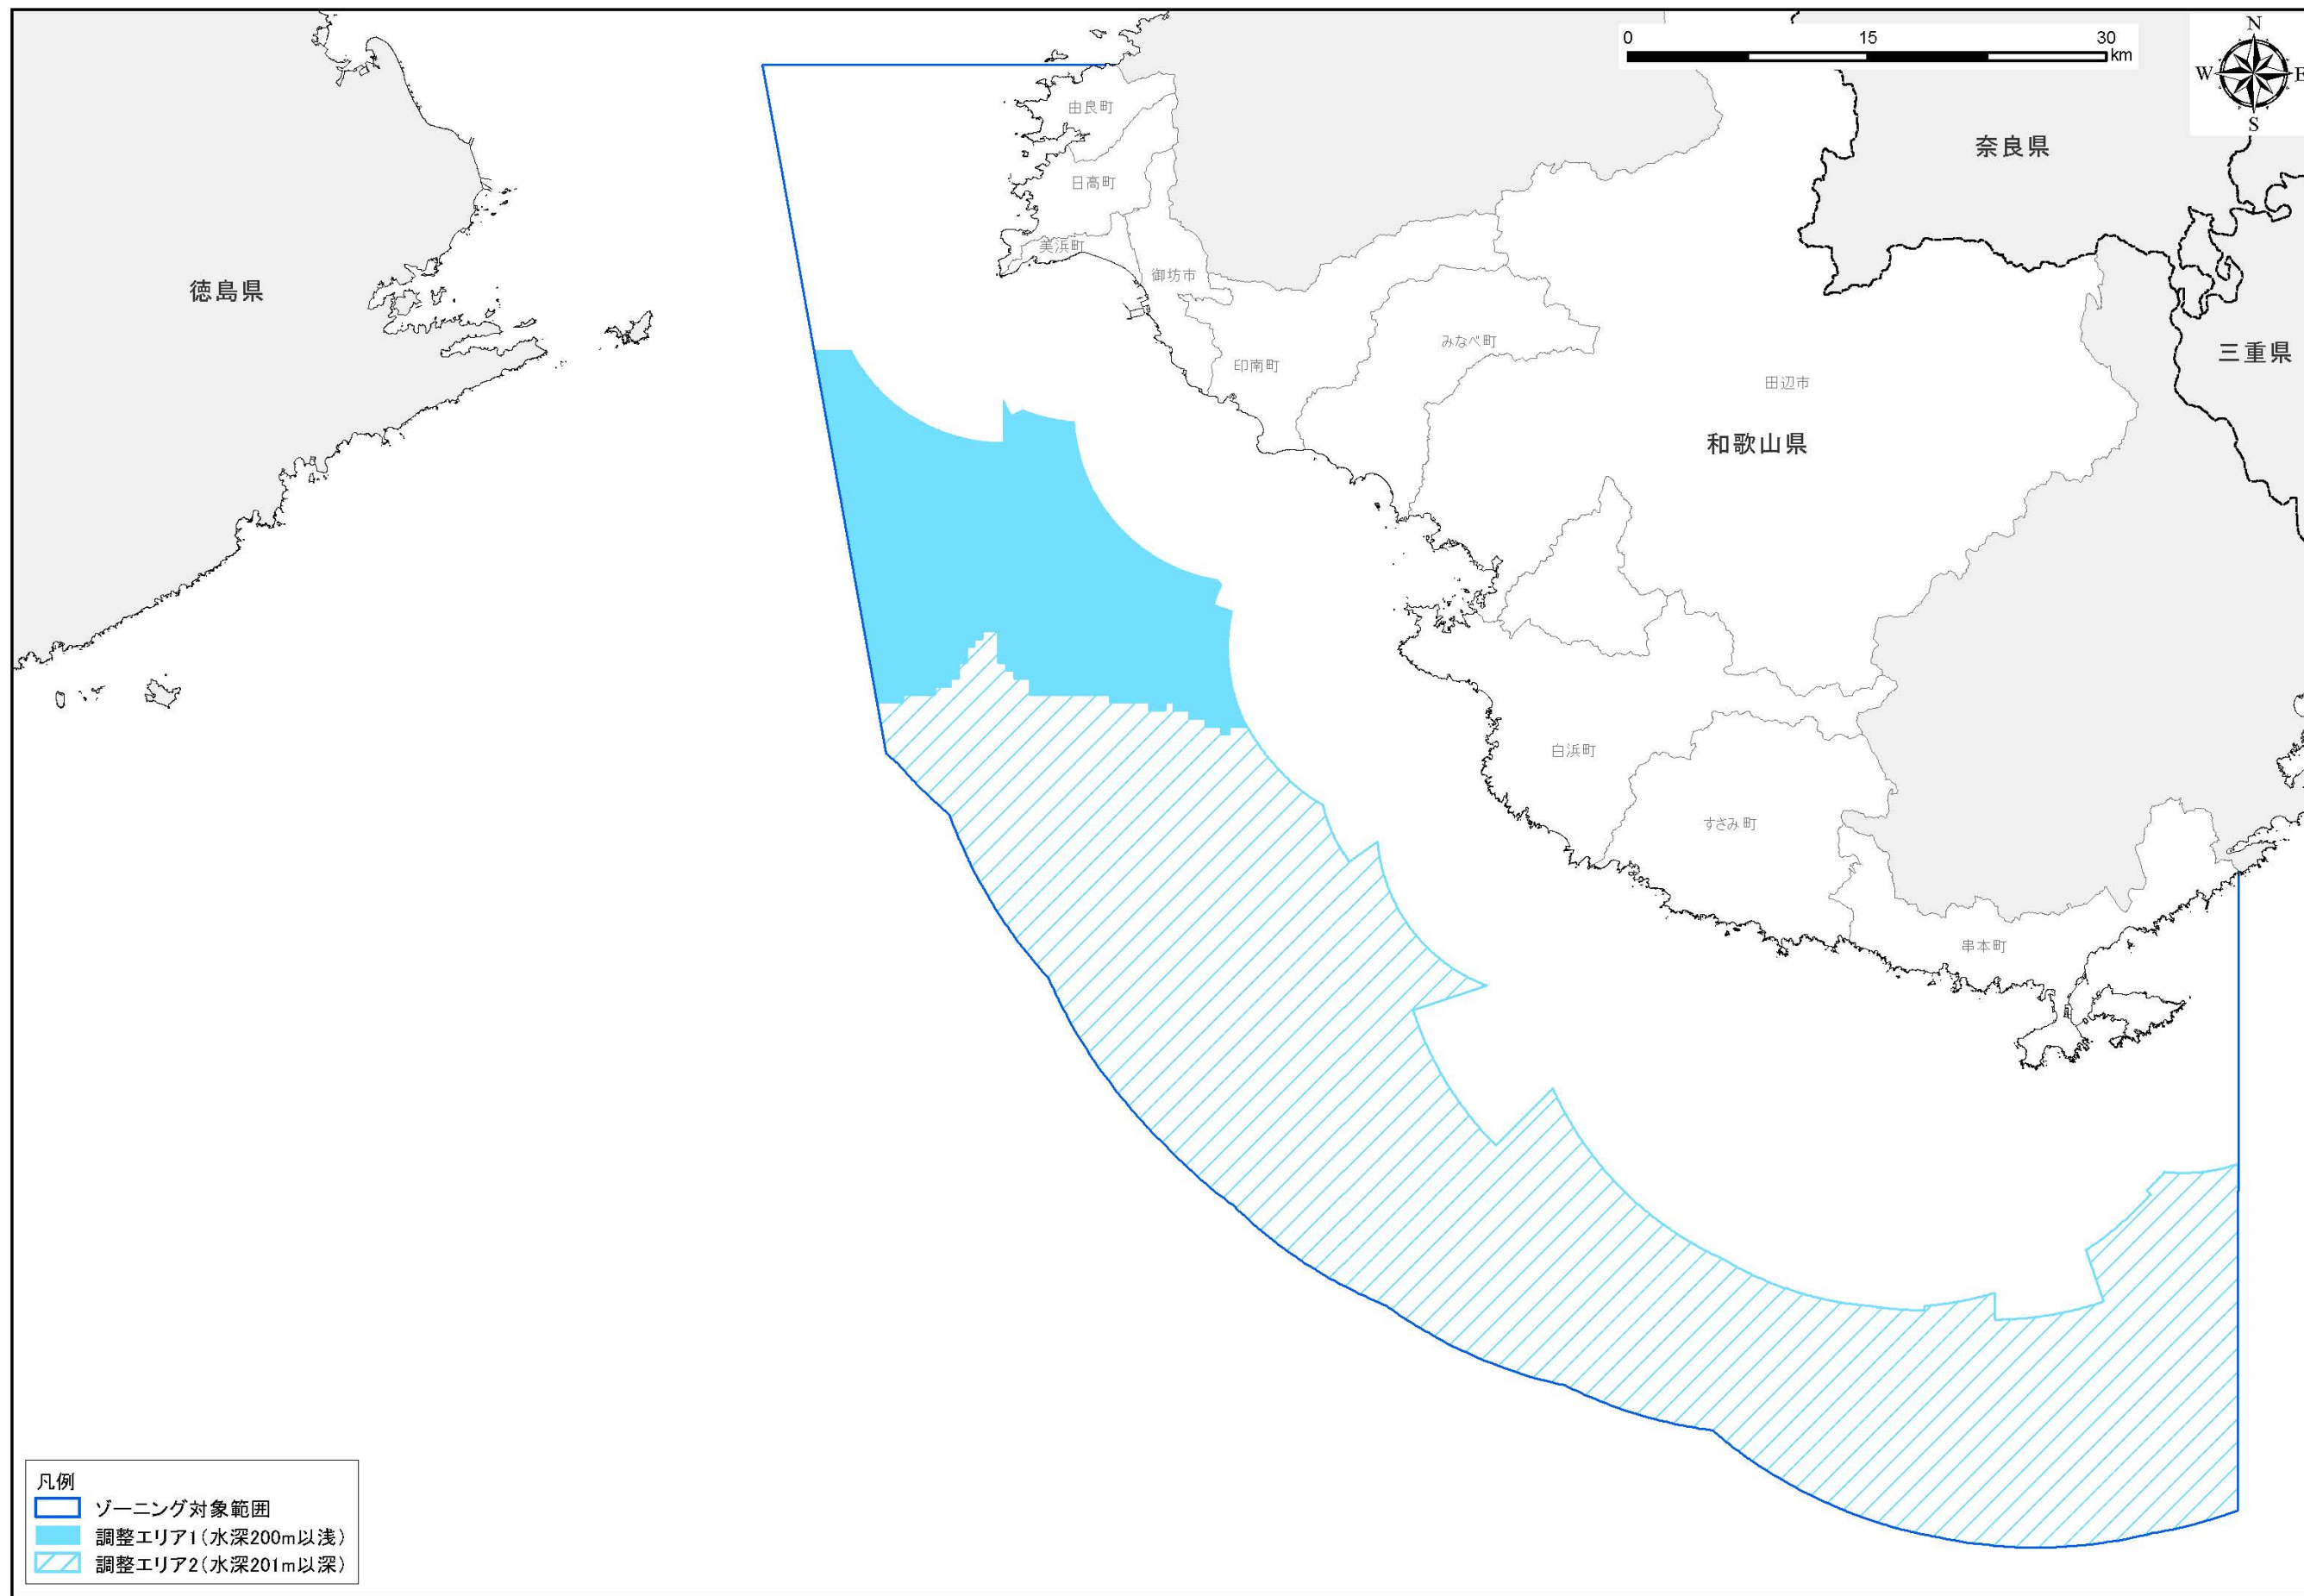 0 15 30
km
N
W E
S
由良町
奈良県
日高町
美浜町
御坊市
徳島県
みなべ町
三重県
印南町
田辺市
和歌山県
白浜町
すさみ町
串本町
凡例
ゾーニング対象範囲
調整エリア1(水深200m以浅)
調整エリア2(水深201m以深)